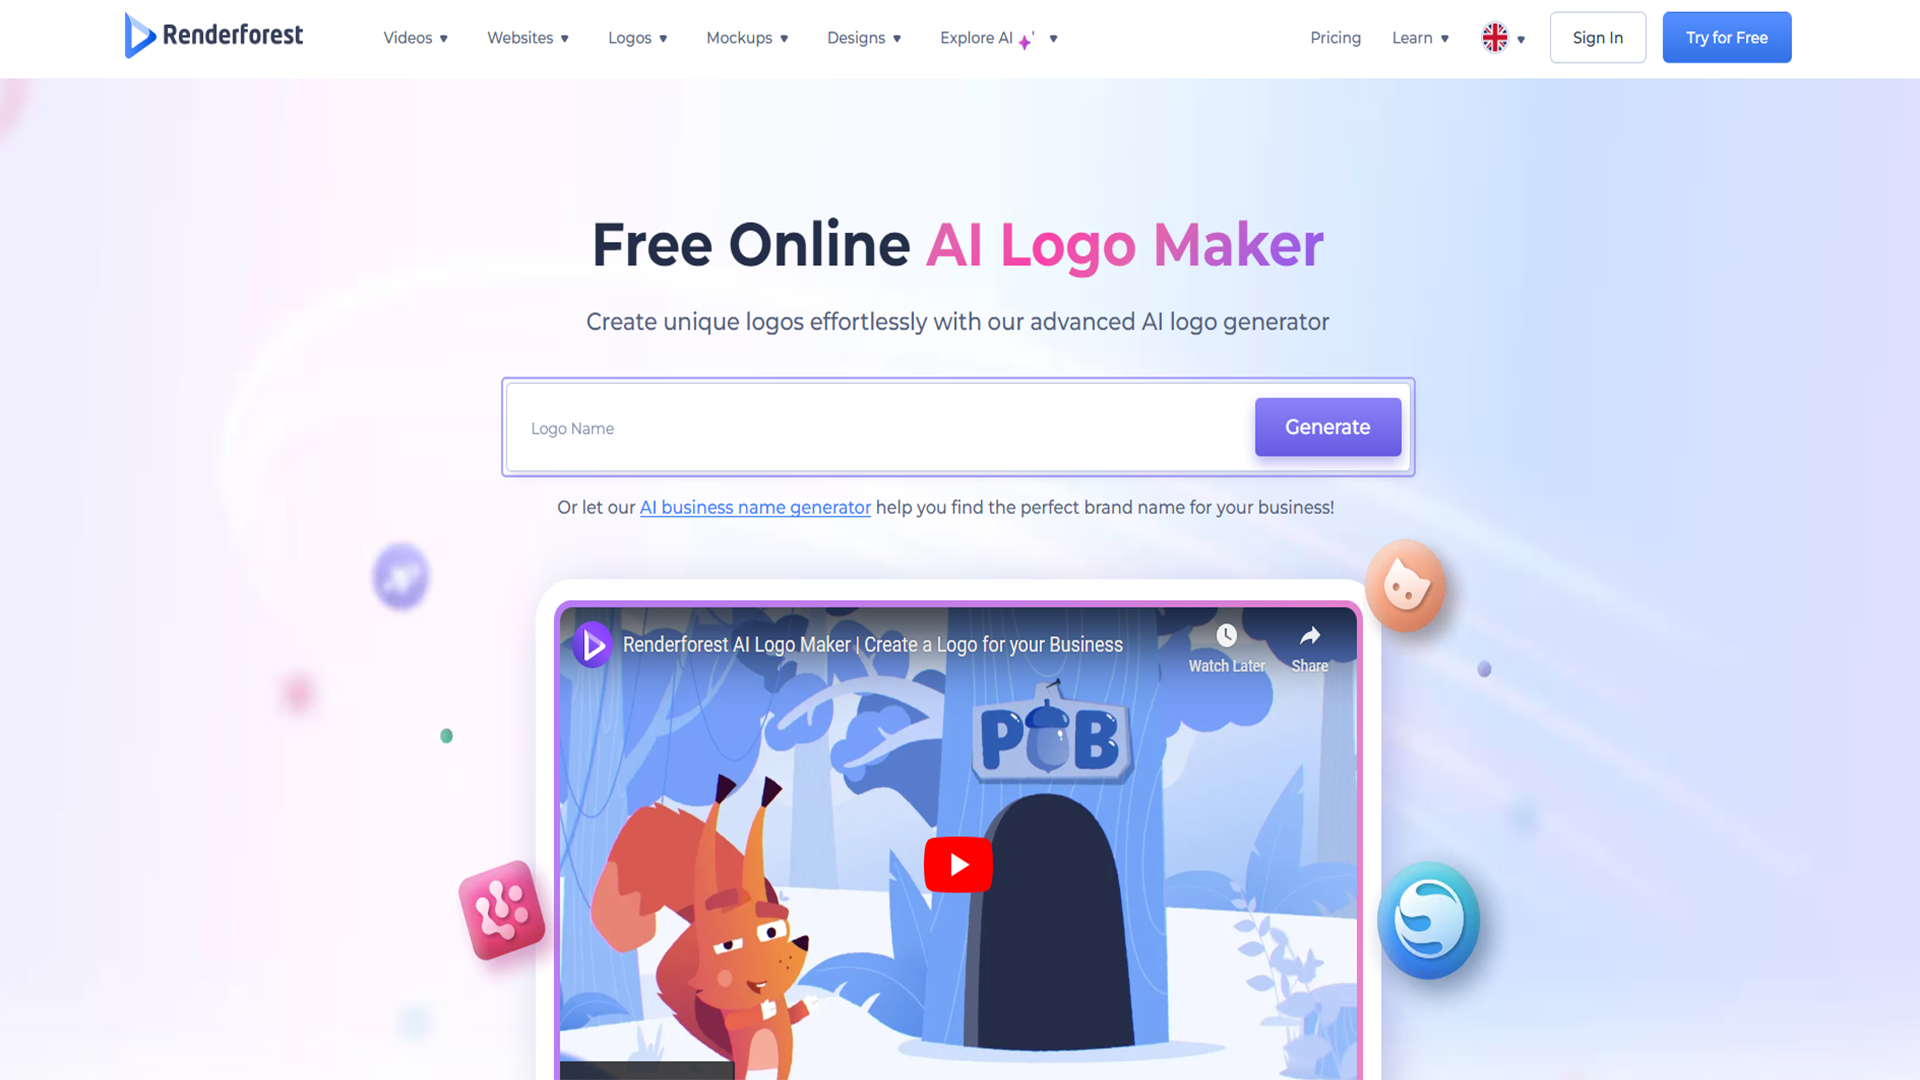 Renderforest
Videos Websites Logos Mockups Designs Explore AI Pricing Learn Sign In Try for Free
Free Online AI Logo Maker
Create unique logos effortlessly with our advanced AI logo generator
Logo Name Generate
Or let our AI business name generator help you find the perfect brand name for your business!
Renderforest AI Logo Maker | Create a Logo for your Business
Watch Later Share
PUB